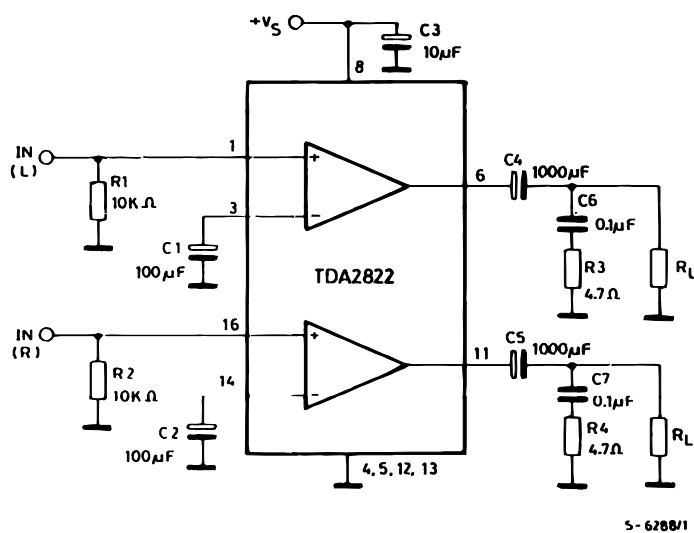 +VS
C3
10µF
8
IN
(L)
1
+
R1
10KΩ
3
-
C1
100µF
TDA2822
6
C4
1000µF
C6
0.1µF
R3
4.7Ω
RL
IN
(R)
16
+
R2
10KΩ
14
-
C2
100µF
11
C5
1000µF
C7
0.1µF
R4
4.7Ω
RL
4, 5, 12, 13
S-6288/1